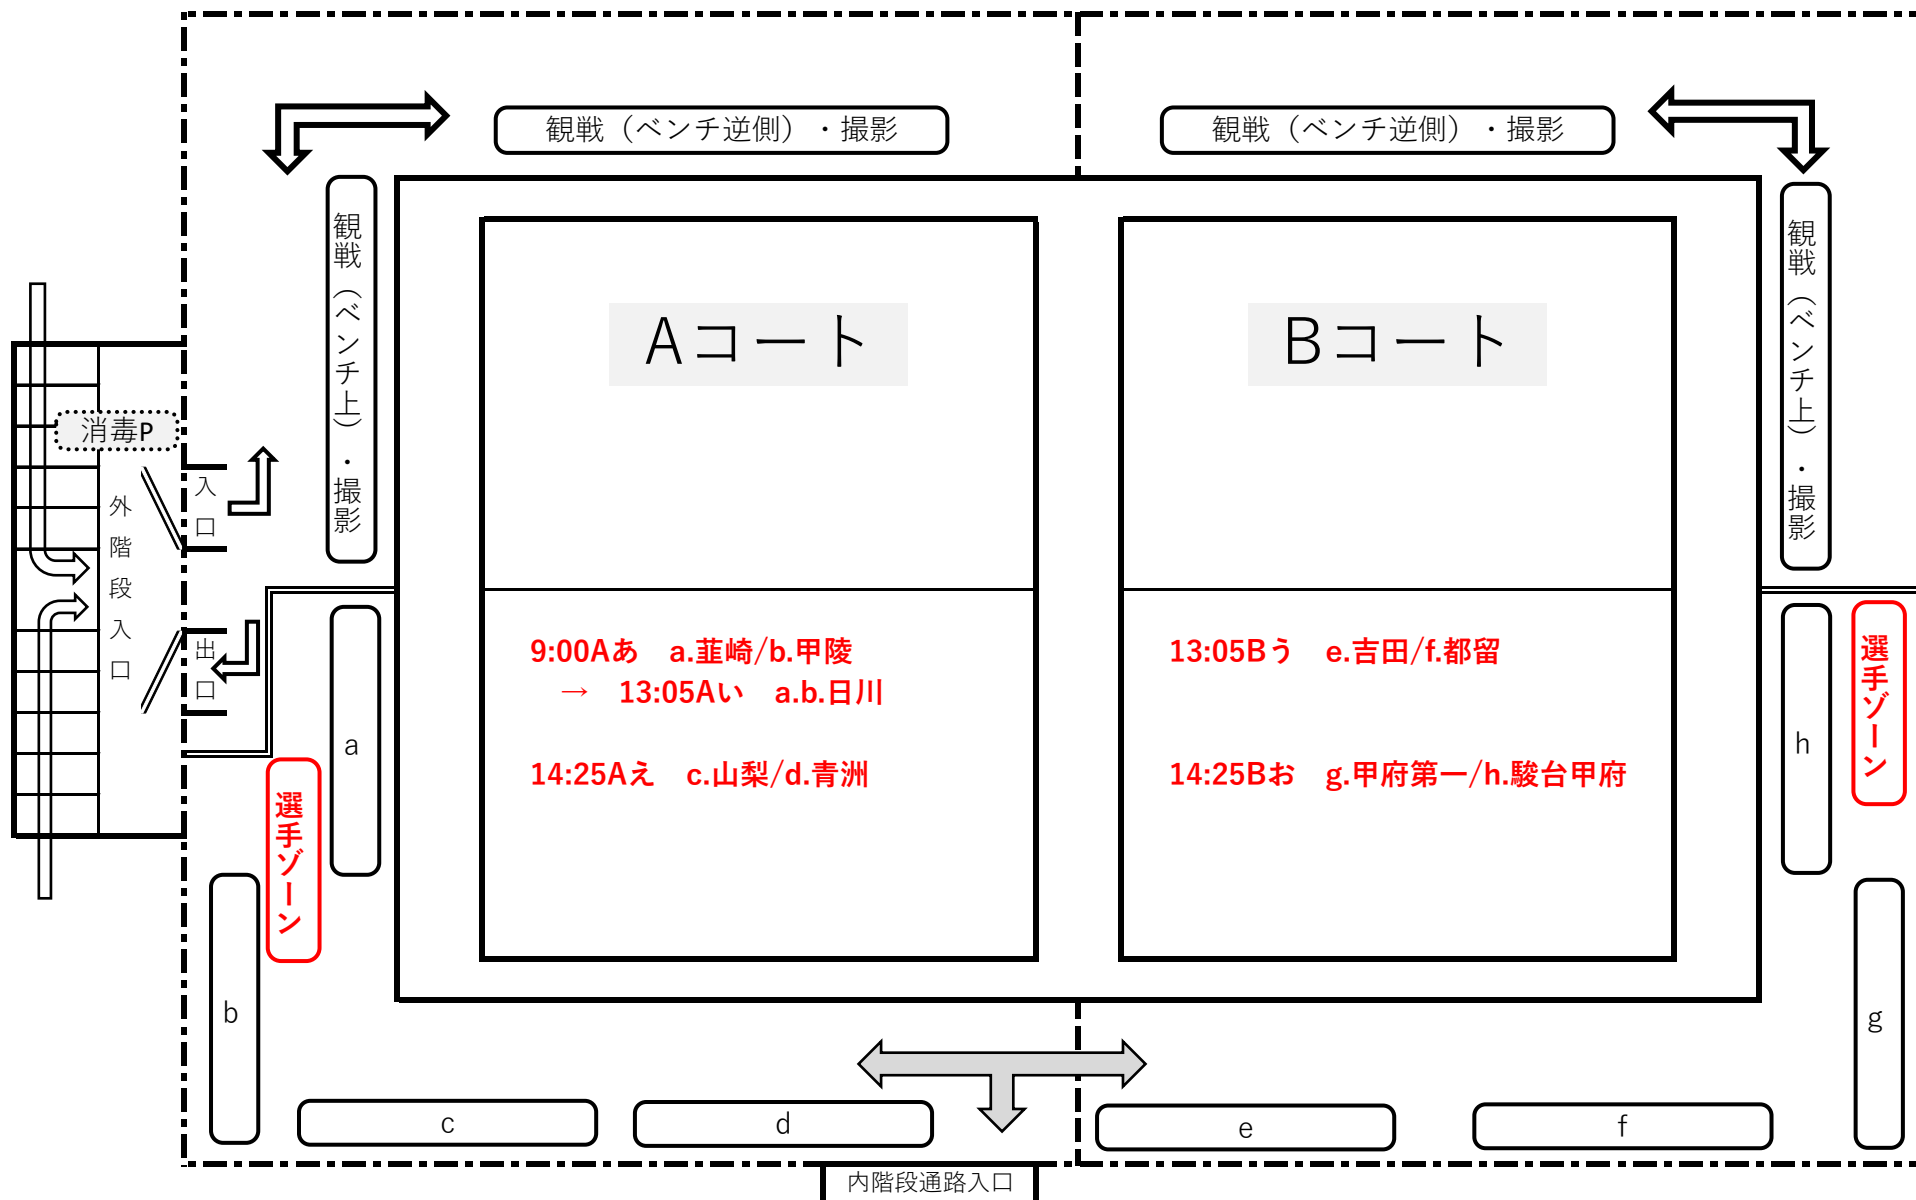 観戦（ベンチ逆側）・撮影
観戦（ベンチ逆側）・撮影
観戦（ベンチ上）・撮影
観戦（ベンチ上）・撮影
Aコート
Bコート
消毒P
入口
外階段入口
出口
9:00Aあ　a.韮崎/b.甲陵
→　13:05Aい　a.b.日川
14:25Aえ　c.山梨/d.青洲
13:05Bう　e.吉田/f.都留
14:25Bお　g.甲府第一/h.駿台甲府
選手ゾーン
選手ゾーン
a
h
b
g
c
d
e
f
内階段通路入口